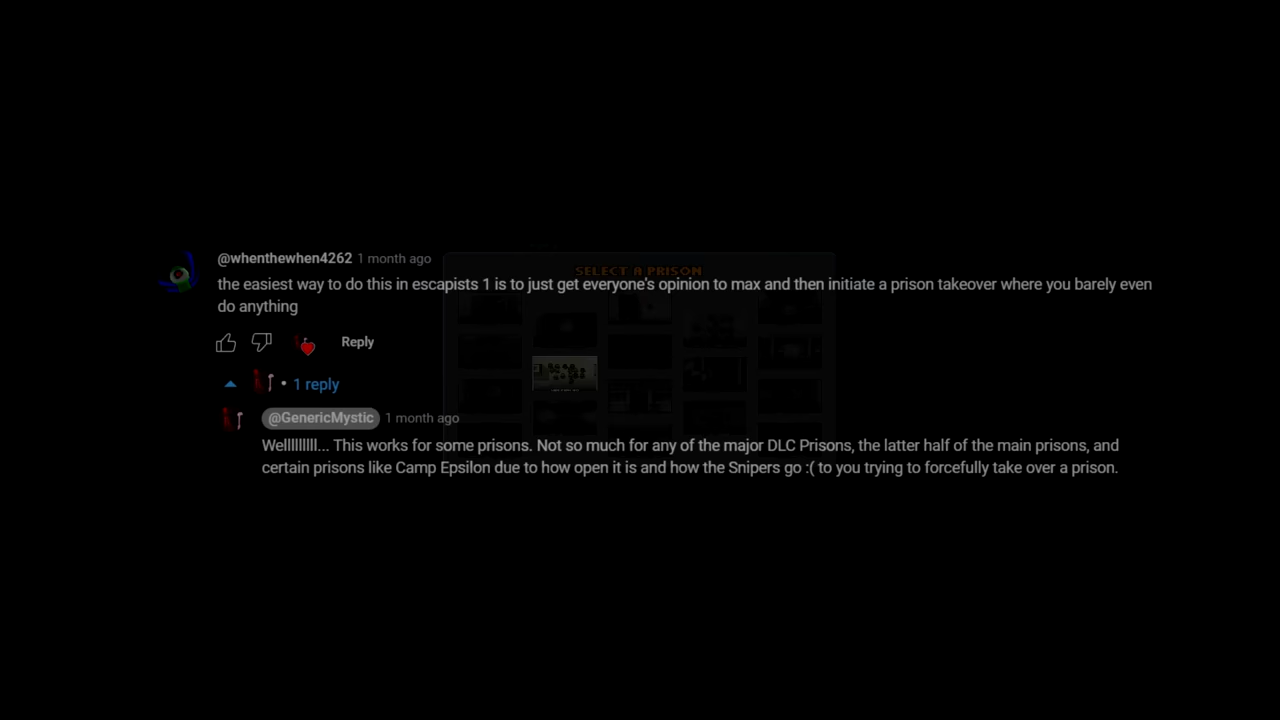 @whenthewhen4262 1 month ago
SELECT A PRISON
the easiest way to do this in escapists 1 is to just get everyone's opinion to max and then initiate a prison takeover where you barely even
do anything
Reply
• 1 reply
@GenericMystic 1 month ago
Welllllllll... This works for some prisons. Not so much for any of the major DLC Prisons, the latter half of the main prisons, and
certain prisons like Camp Epsilon due to how open it is and how the Snipers go :( to you trying to forcefully take over a prison.